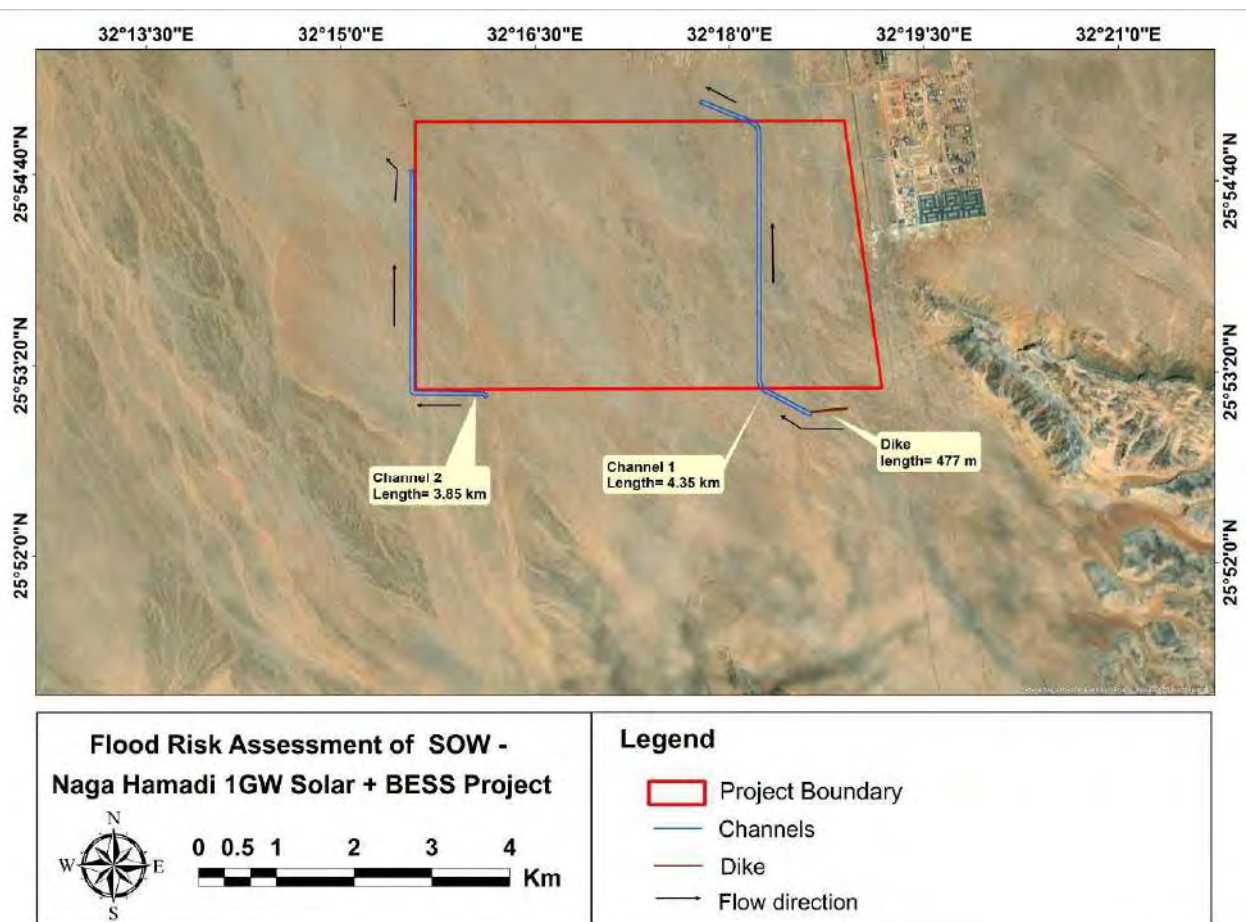 32°13'30"E 32°15'0"E 32°16'30"E 32°18'0"E 32°19'30"E 32°21'0"E
25°54'40"N 25°54'40"N
25°53'20"N 25°53'20"N
25°52'0"N 25°52'0"N
Channel 2
Length= 3.85 km
Channel 1
Length= 4.35 km
Dike
length= 477 m
Flood Risk Assessment of SOW -
Naga Hamadi 1GW Solar + BESS Project
N
W E
S
0 0.5 1 2 3 4
Km
Legend
Project Boundary
Channels
Dike
Flow direction